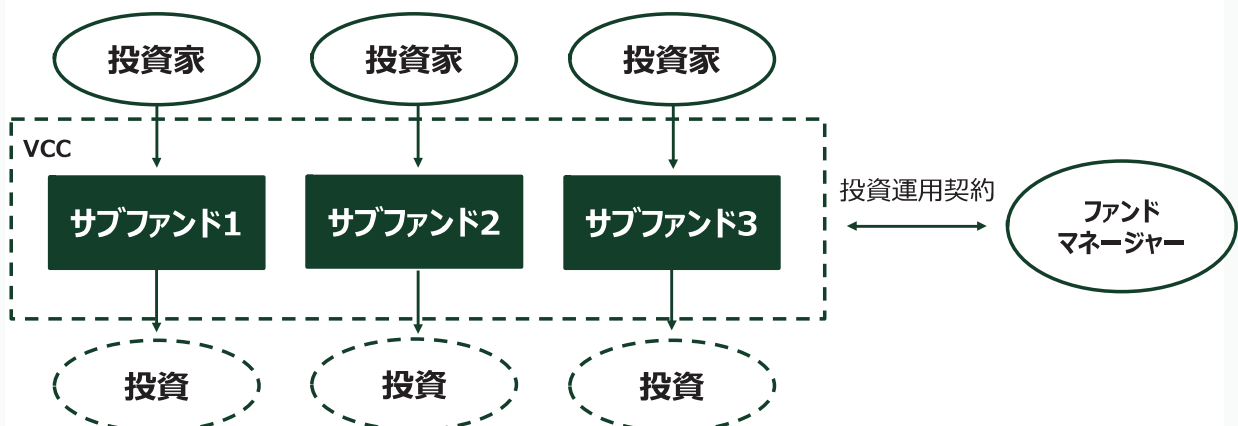 投資家
投資家
投資家
VCC
サブファンド1
サブファンド2
サブファンド3
投資運用契約
ファンド
マネージャー
投資
投資
投資